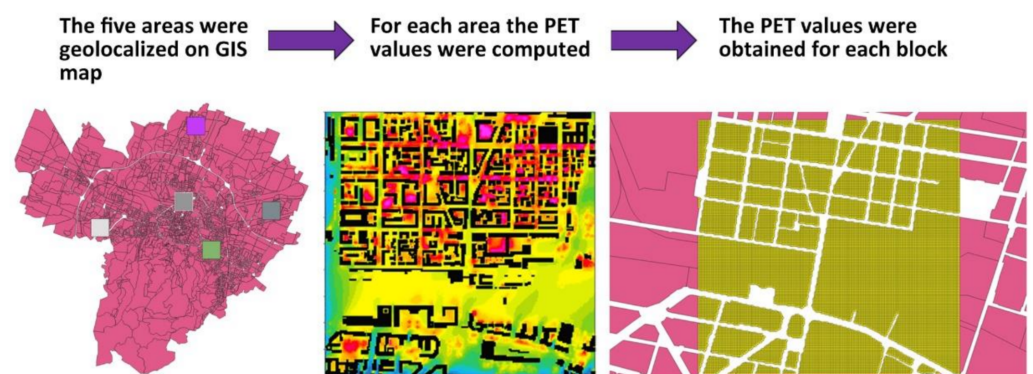 The five areas were
geolocalized on GIS
map
For each area the PET
values were computed
The PET values were
obtained for each block